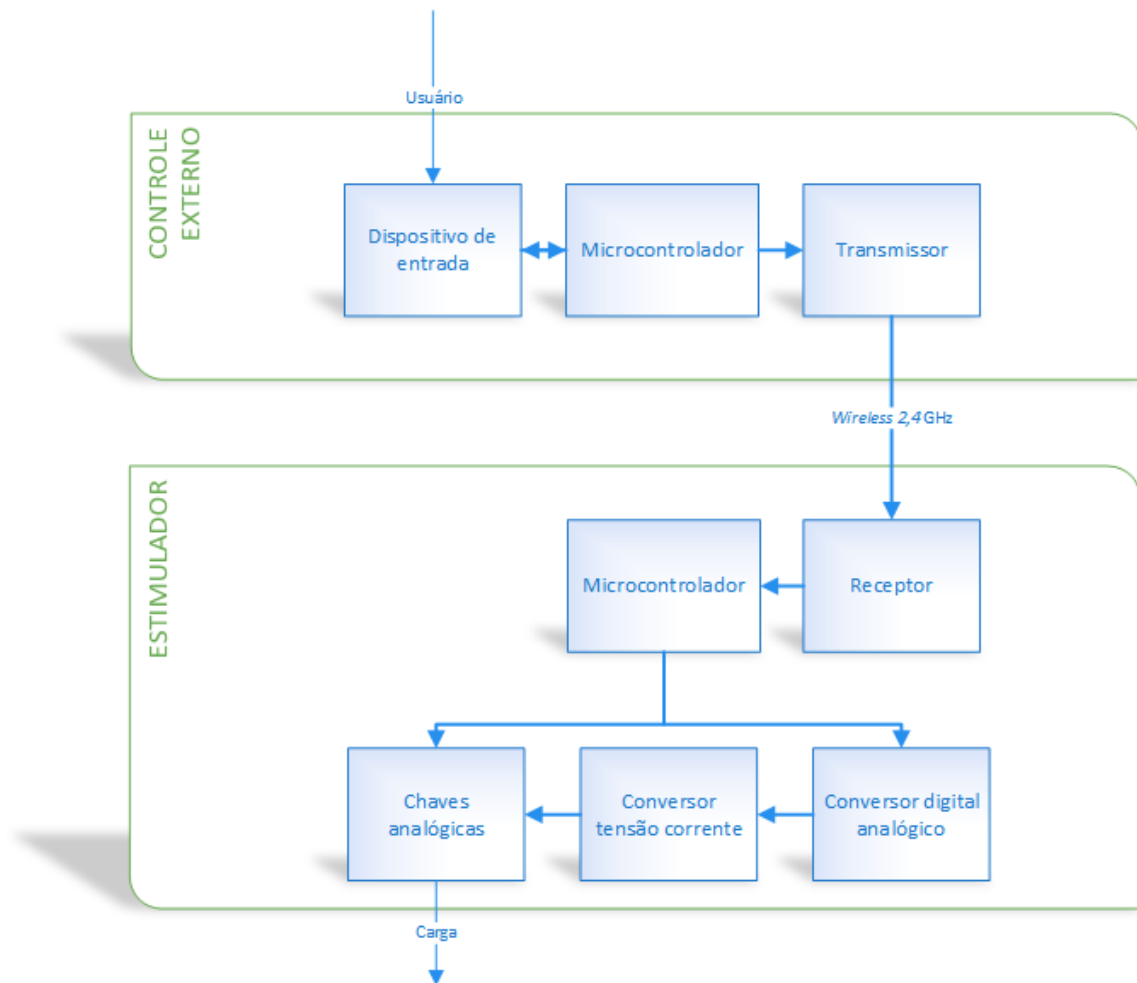 Usuário
CONTROLE
EXTERNO
Dispositivo de
entrada
Microcontrolador
Transmissor
Wireless 2,4 GHz
ESTIMULADOR
Microcontrolador
Receptor
Chaves
analógicas
Conversor
tensão corrente
Conversor digital
analógico
Carga